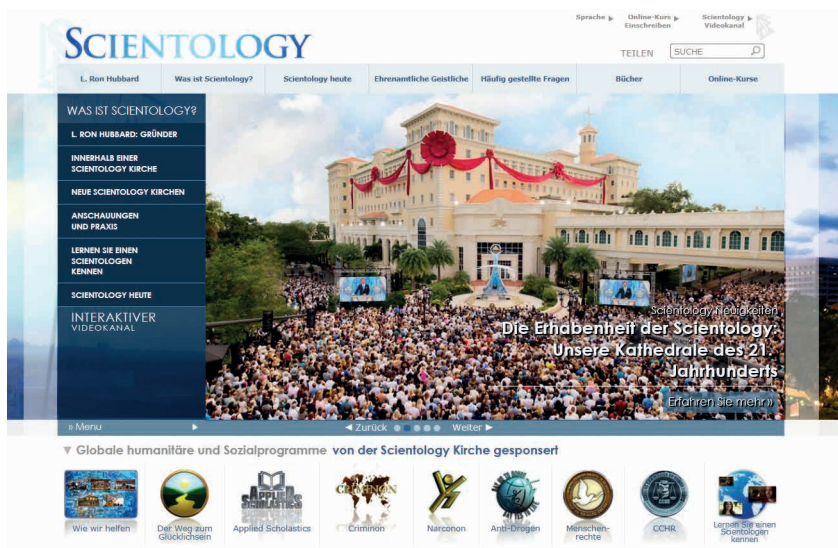 Sprache
Online-Kurs
Einschreiben
Scientology
Videokanal
SCIENTOLOGY
TEILEN
SUCHE
L. Ron Hubbard
Was ist Scientology?
Scientology heute
Ehrenamtliche Geistliche
Häufig gestellte Fragen
Bücher
Online-Kurse
WAS IST SCIENTOLOGY?
L. RON HUBBARD: GRÜNDER
INNERHALB EINER
SCIENTOLOGY KIRCHE
NEUE SCIENTOLOGY KIRCHEN
ANSCHAUUNGEN
UND PRAXIS
LERNEN SIE EINEN
SCIENTOLOGEN
KENNEN
SCIENTOLOGY HEUTE
INTERAKTIVER
VIDEOKANAL
Scientology Neuigkeiten
Die Erhabenheit der Scientology:
Unsere Kathedrale des 21.
Jahrhunderts
Erfahren Sie mehr »
» Menu
Zurück
Weiter
Globale humanitäre und Sozialprogramme von der Scientology Kirche gesponsert
APPLIED
SCHOLASTICS
CRIMINON
CCHR
Wie wir helfen
Der Weg zum
Glücklichsein
Applied Scholastics
Criminon
Narconon
Anti-Drogen
Menschen-
rechte
CCHR
Lernen Sie einen
Scientologen
kennen